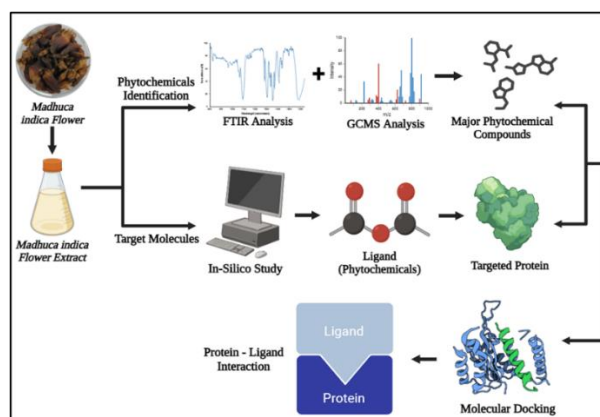 Madhuca
indica Flower
Phytochemicals
Identification
FTIR Analysis
+
GCMS Analysis
Intensity
Major Phytochemical
Compounds
Madhuca indica
Flower Extract
Target Molecules
In-Silico Study
Ligand
(Phytochemicals)
Targeted Protein
Protein - Ligand
Interaction
Ligand
Protein
Molecular Docking